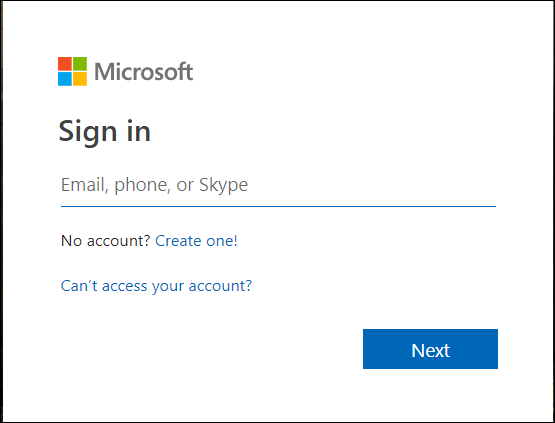 Microsoft
Sign in
Email, phone, or Skype
No account? Create one!
Can't access your account?
Next